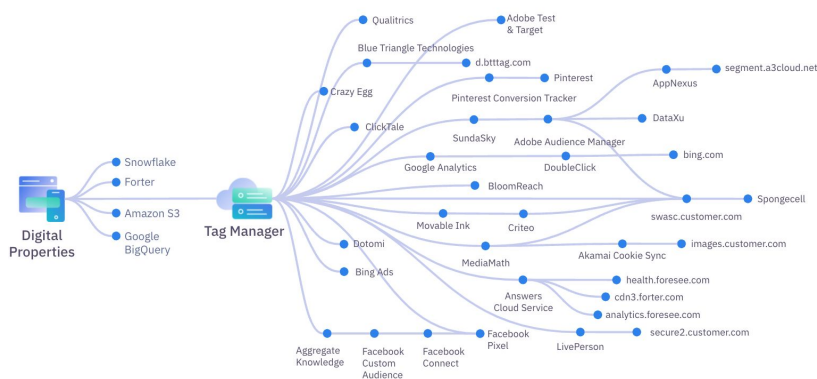 Qualitrics
Adobe Test
& Target
Blue Triangle Technologies
d.btttag.com
segment.a3cloud.net
Pinterest
AppNexus
Crazy Egg
Pinterest Conversion Tracker
DataXu
ClickTale
SundaSky
Adobe Audience Manager
Snowflake
Google Analytics
DoubleClick
bing.com
Forter
BloomReach
Spongecell
Amazon S3
swasc.customer.com
Digital
Properties
Google
BigQuery
Tag Manager
Movable Ink
Criteo
Dotomi
images.customer.com
MediaMath
Akamai Cookie Sync
Bing Ads
health.foresee.com
Answers
Cloud Service
cdn3.forter.com
analytics.foresee.com
Facebook
Pixel
secure2.customer.com
LivePerson
Aggregate
Knowledge
Facebook
Custom
Audience
Facebook
Connect